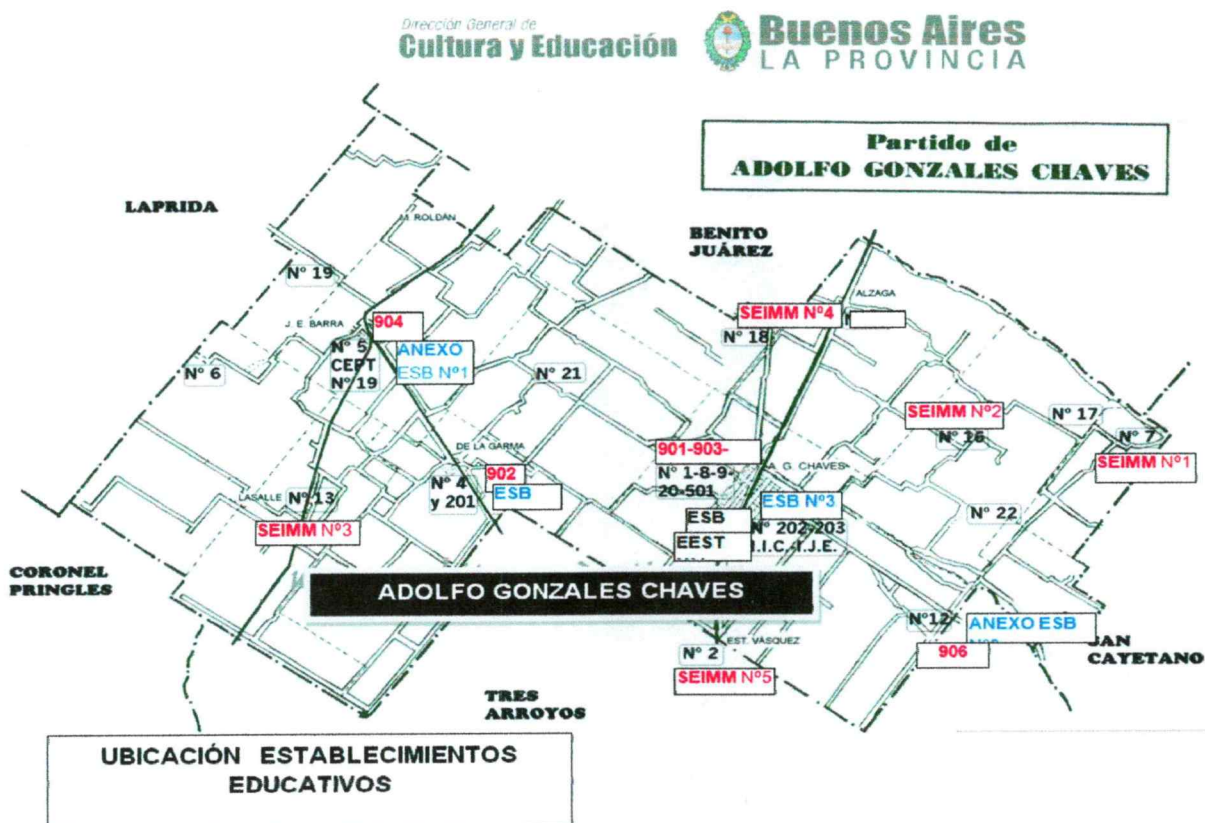 Dirección General de
Cultura y Educación
Buenos Aires
LA PROVINCIA
Partido de
ADOLFO GONZALES CHAVES
LAPRIDA
M. ROLDÁN
BENITO
JUÁREZ
Nº 19
ALZAGA
SEIMM Nº4
J. E. BARRA
904
Nº 18
Nº 5
CEPT
Nº 19
ANEXO
ESB Nº1
Nº 6
Nº 21
SEIMM Nº2
Nº 16
Nº 17
Nº 7
SEIMM Nº1
DE LA GARMA
901-903-
Nº 1-8-9-
20-501
A. G. CHAVES
902
Nº 4
y 201
ESB
LASALLE
Nº 13
ESB Nº3
Nº 22
ESB
Nº 202-203
I.I.C.-I.J.E.
SEIMM Nº3
EEST
CORONEL
PRINGLES
ADOLFO GONZALES CHAVES
Nº12
ANEXO ESB
906
SAN
CAYETANO
EST. VÁSQUEZ
Nº 2
SEIMM Nº5
TRES
ARROYOS
UBICACIÓN ESTABLECIMIENTOS
EDUCATIVOS